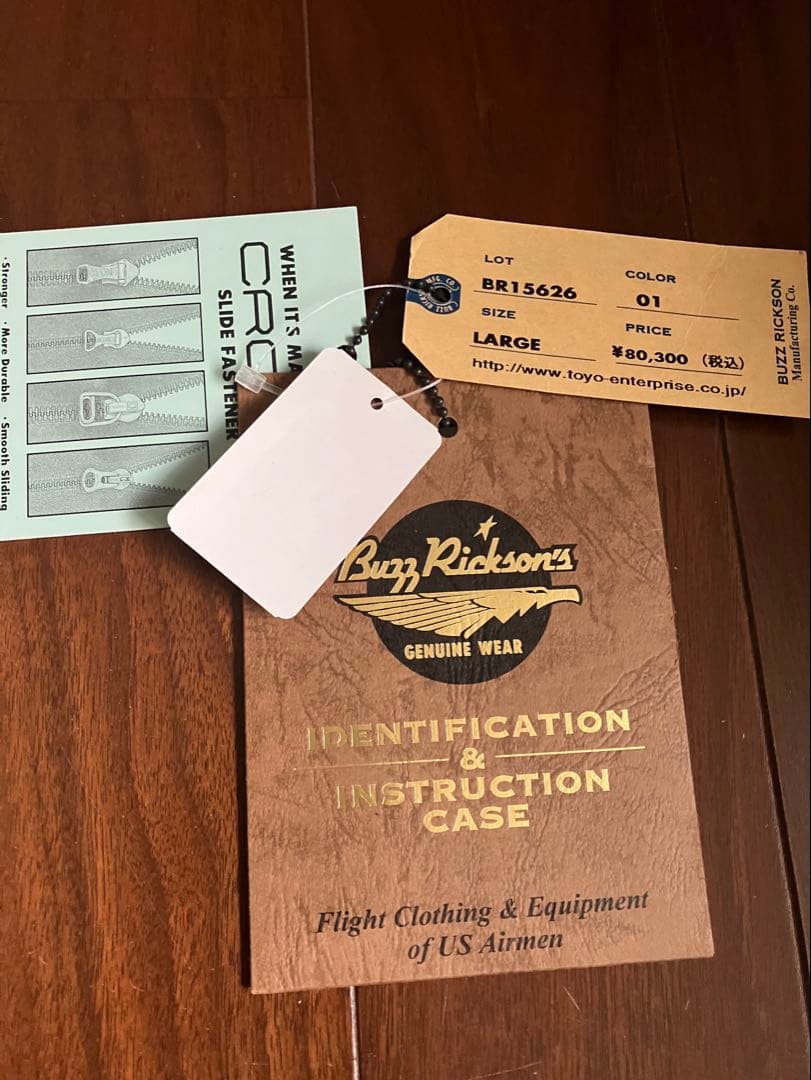 WHEN IT'S MA
CRO
SLIDE FASTENER
· Stronger · More Durable · Smooth Sliding
LOT
BR15626
COLOR
01
SIZE
LARGE
PRICE
¥80,300 (税込)
http://www.toyo-enterprise.co.jp/
BUZZ RICKSON
Manufacturing Co.
MFG CO.
Buzz Rickson's
GENUINE WEAR
IDENTIFICATION
&
INSTRUCTION
CASE
Flight Clothing & Equipment
of US Airmen